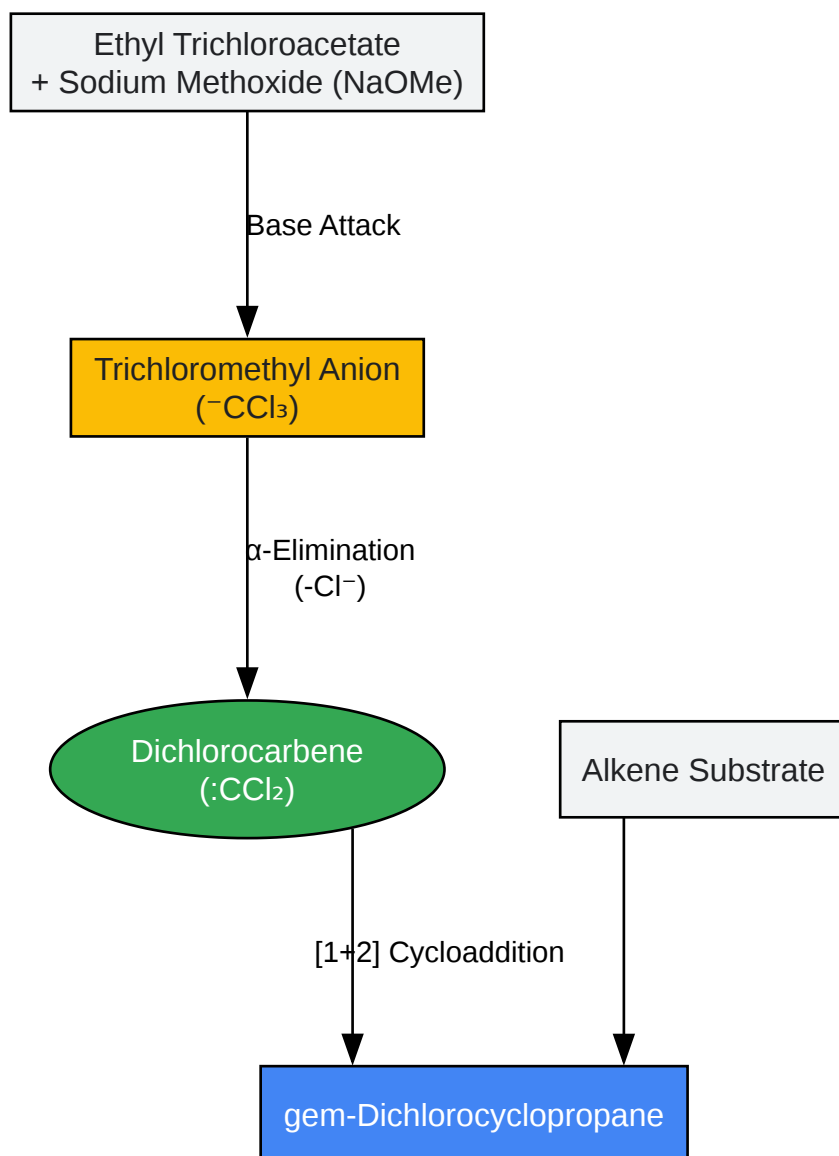 Ethyl Trichloroacetate
+ Sodium Methoxide (NaOMe)
Base Attack
Trichloromethyl Anion
(⁻CCl₃)
α-Elimination
(-Cl⁻)
Dichlorocarbene
(:CCl₂)
Alkene Substrate
[1+2] Cycloaddition
gem-Dichlorocyclopropane